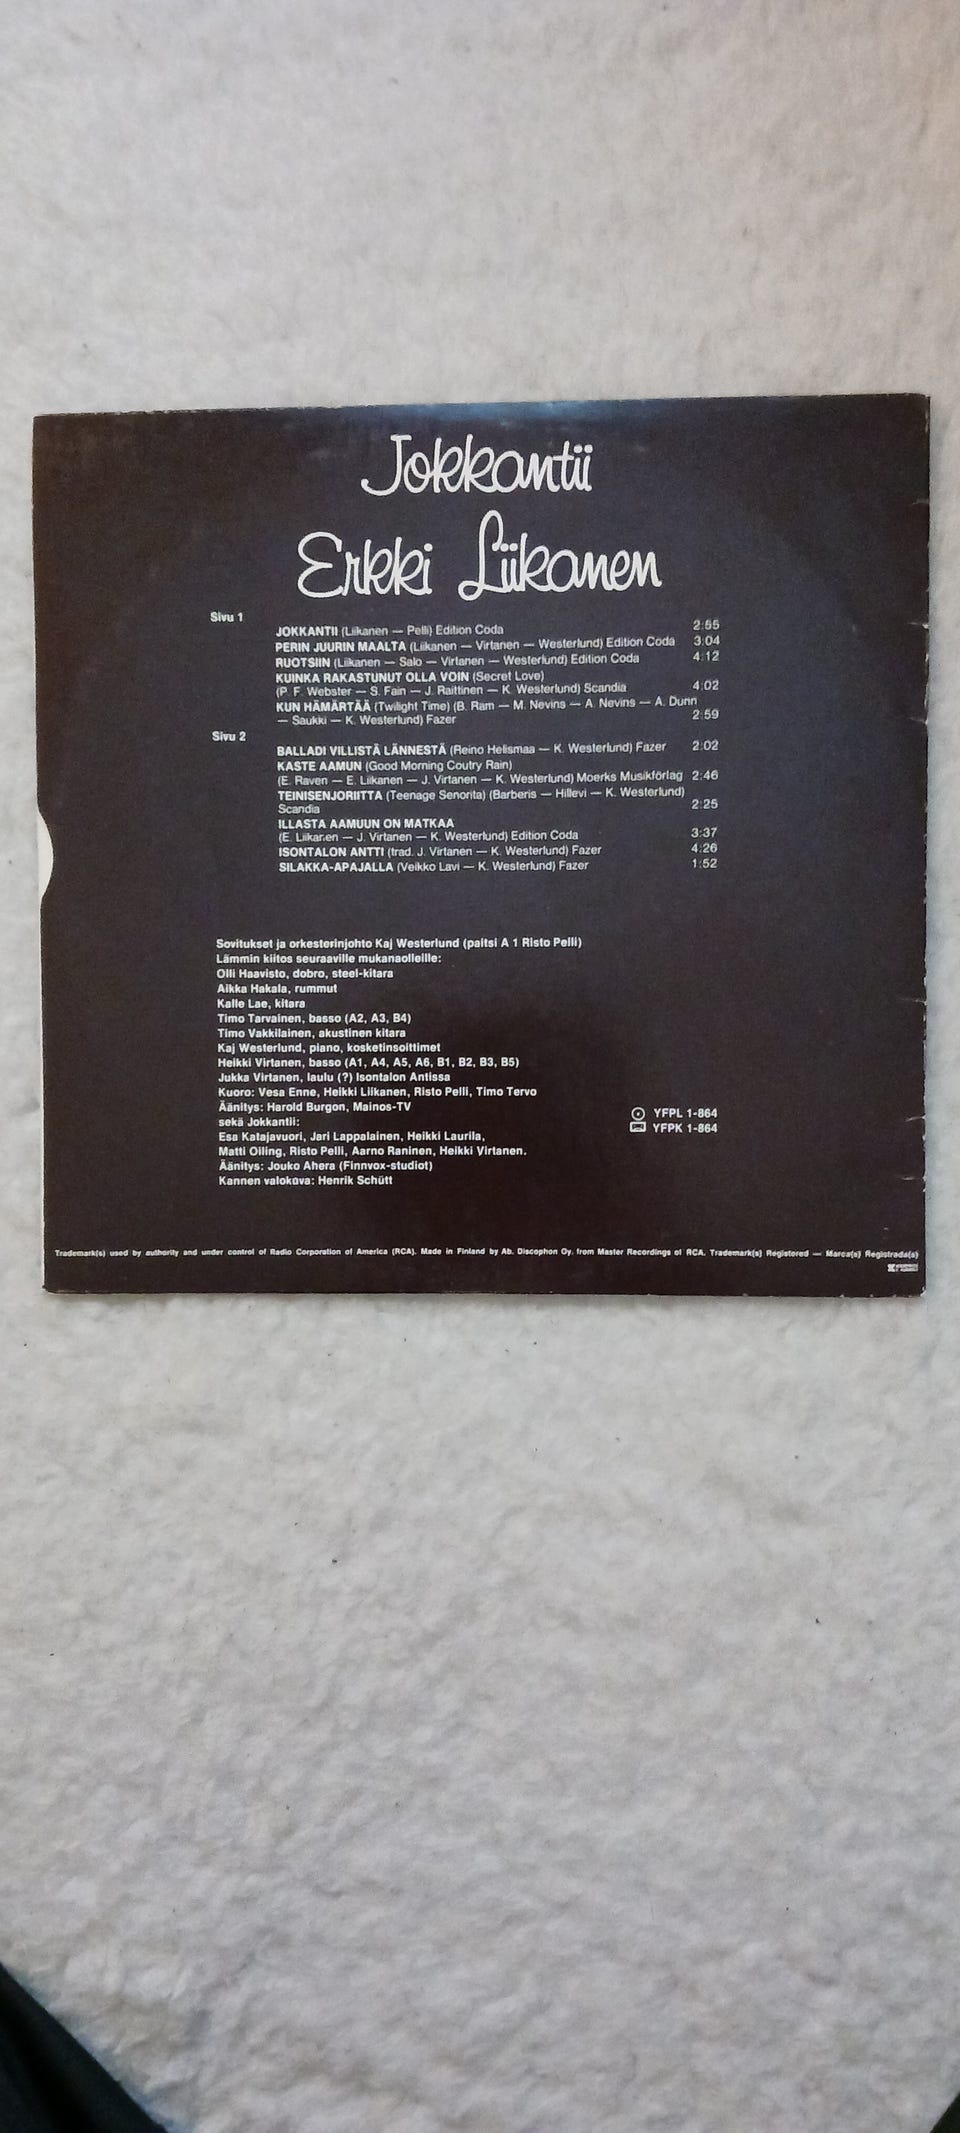 Jokkantii
Erkki Liikanen
Sivu 1
JOKKANTII (Liikanen — Pelli) Edition Coda 2:55
PERIN JUURIN MAALTA (Liikanen — Virtanen — Westerlund) Edition Coda 3:04
RUOTSIIN (Liikanen — Salo — Virtanen — Westerlund) Edition Coda 4:12
KUINKA RAKASTUNUT OLLA VOIN (Secret Love)
(P. F. Webster — S. Fain — J. Raittinen — K. Westerlund) Scandia 4:02
KUN HÄMÄRTÄÄ (Twilight Time) (B. Ram — M. Nevins — A. Nevins — A. Dunn
— Saukki — K. Westerlund) Fazer 2:59
Sivu 2
BALLADI VILLISTÄ LÄNNESTÄ (Reino Helismaa — K. Westerlund) Fazer 2:02
KASTE AAMUN (Good Morning Coutry Rain)
(E. Raven — E. Liikanen — J. Virtanen — K. Westerlund) Moerks Musikförlag 2:46
TEINISENJORIITTA (Teenage Senorita) (Barberis — Hillevi — K. Westerlund)
Scandia 2:25
ILLASTA AAMUUN ON MATKAA
(E. Liikanen — J. Virtanen — K. Westerlund) Edition Coda 3:37
ISONTALON ANTTI (trad. J. Virtanen — K. Westerlund) Fazer 4:26
SILAKKA-APAJALLA (Veikko Lavi — K. Westerlund) Fazer 1:52
Sovitukset ja orkesterinjohto Kaj Westerlund (paitsi A 1 Risto Pelli)
Lämmin kiitos seuraaville mukanaolleille:
Olli Haavisto, dobro, steel-kitara
Aikka Hakala, rummut
Kalle Lae, kitara
Timo Tarvainen, basso (A2, A3, B4)
Timo Vakkilainen, akustinen kitara
Kaj Westerlund, piano, kosketinsoittimet
Heikki Virtanen, basso (A1, A4, A5, A6, B1, B2, B3, B5)
Jukka Virtanen, laulu (?) Isontalon Antissa
Kuoro: Vesa Enne, Heikki Liikanen, Risto Pelli, Timo Tervo
Äänitys: Harold Burgon, Mainos-TV
sekä Jokkantii:
Esa Katajavuori, Jari Lappalainen, Heikki Laurila,
Matti Oiling, Risto Pelli, Aarno Raninen, Heikki Virtanen.
Äänitys: Jouko Ahera (Finnvox-studiot)
Kannen valokuva: Henrik Schütt
YFPL 1-864
YFPK 1-864
Trademark(s) used by authority and under control of Radio Corporation of America (RCA). Made in Finland by Ab. Discophon Oy. from Master Recordings of RCA. Trademark(s) Registered — Marca(s) Registrada(s)